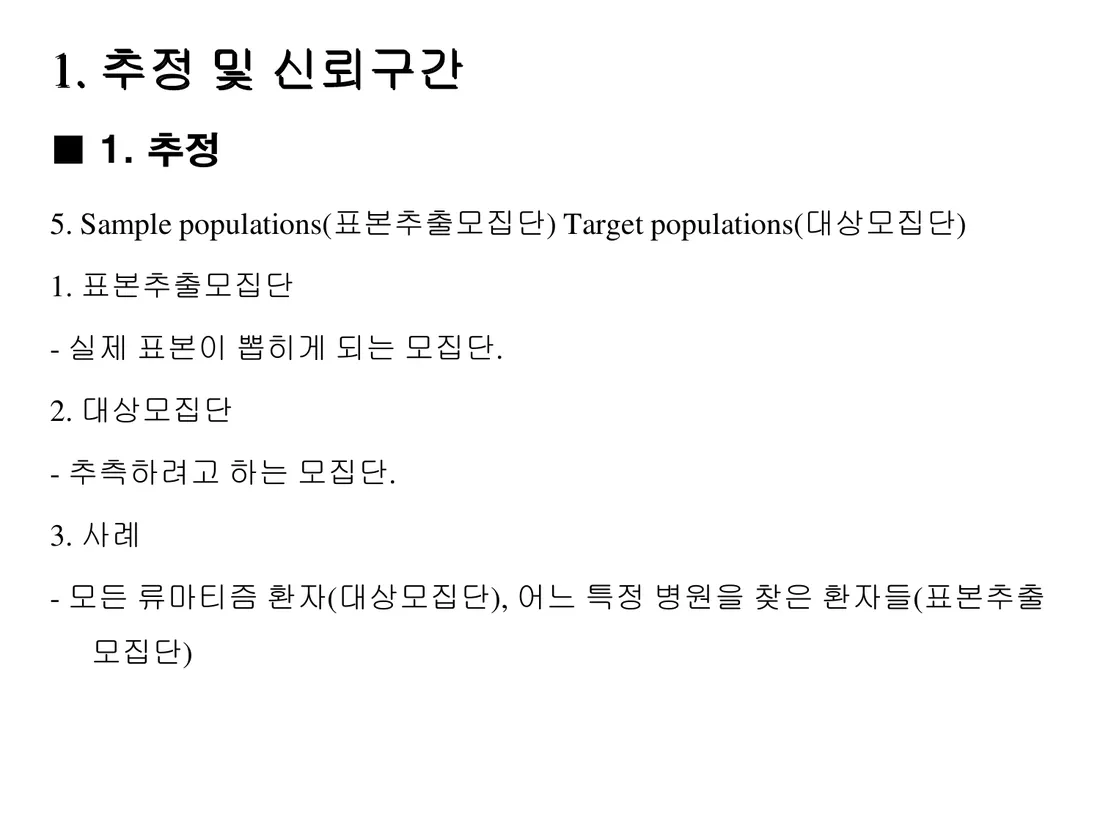 1. 추정 및 신뢰구간
■ 1. 추정
5. Sample populations(표본추출모집단) Target populations(대상모집단)
1. 표본추출모집단
- 실제 표본이 뽑히게 되는 모집단.
2. 대상모집단
- 추측하려고 하는 모집단.
3. 사례
- 모든 류마티즘 환자(대상모집단), 어느 특정 병원을 찾은 환자들(표본추출
모집단)